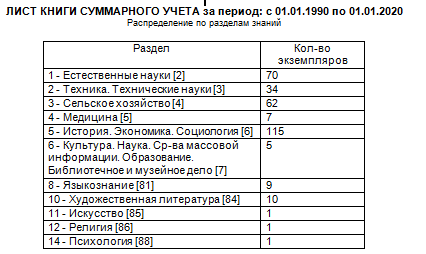 ЛИСТ КНИГИ СУММАРНОГО УЧЕТА за период: с 01.01.1990 по 01.01.2020
Распределение по разделам знаний
Раздел Кол-во экземпляров
1 - Естественные науки [2] 70
2 - Техника. Технические науки [3] 34
3 - Сельское хозяйство [4] 62
4 - Медицина [5] 7
5 - История. Экономика. Социология [6] 115
6 - Культура. Наука. Ср-ва массовой 5
информации. Образование.
Библиотечное и музейное дело [7]
8 - Языкознание [81] 9
10 - Художественная литература [84] 10
11 - Искусство [85] 1
12 - Религия [86] 1
14 - Психология [88] 1